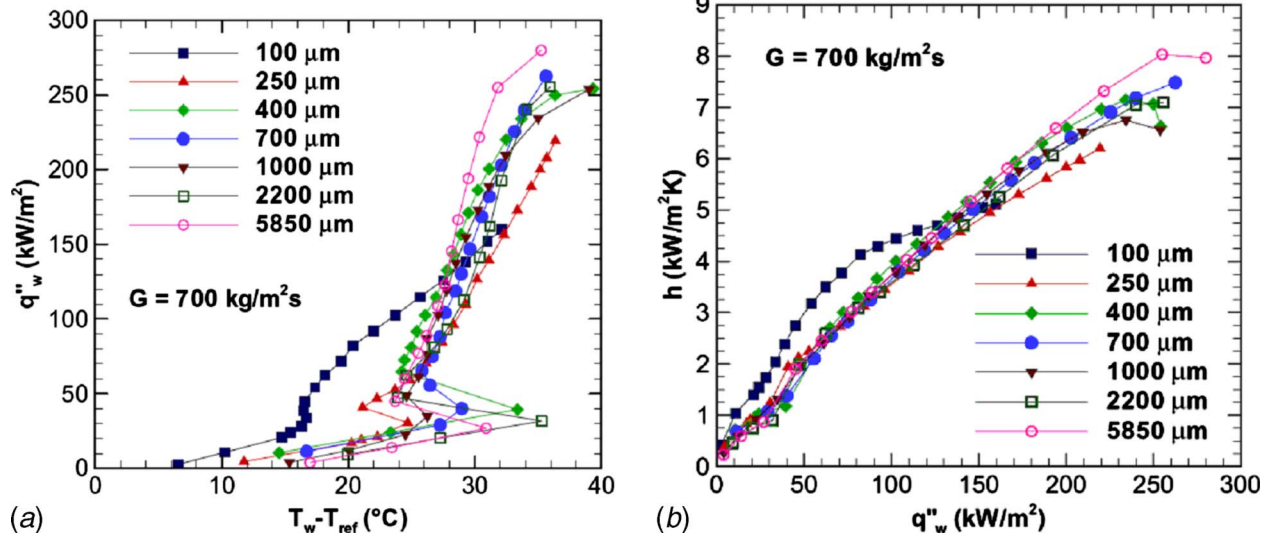 300
250
200
150
100
50
0
q"w (kW/m²)
100 μm
250 μm
400 μm
700 μm
1000 μm
2200 μm
5850 μm
G = 700 kg/m²s
0 10 20 30 40
(a) Tw-Tref (°C)
9
8
7
6
5
4
3
2
1
0
h (kW/m²K)
G = 700 kg/m²s
100 μm
250 μm
400 μm
700 μm
1000 μm
2200 μm
5850 μm
0 50 100 150 200 250 300
(b) q"w (kW/m²)